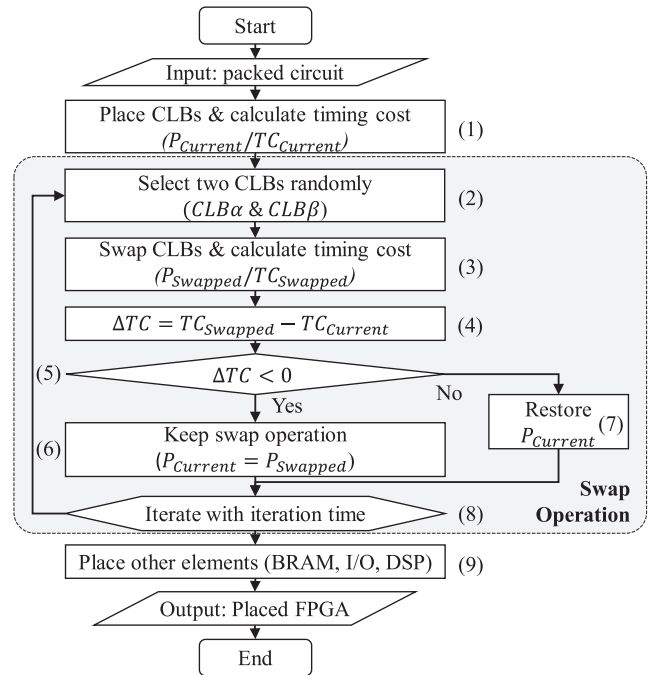 Start
Input: packed circuit
Place CLBs & calculate timing cost
(P_Current/TC_Current)
(1)
Select two CLBs randomly
(CLBα & CLBβ)
(2)
Swap CLBs & calculate timing cost
(P_Swapped/TC_Swapped)
(3)
ΔTC = TC_Swapped − TC_Current
(4)
(5)
ΔTC < 0
Yes
No
(6)
Keep swap operation
(P_Current = P_Swapped)
Restore
P_Current
(7)
Iterate with iteration time
(8)
Swap
Operation
Place other elements (BRAM, I/O, DSP)
(9)
Output: Placed FPGA
End